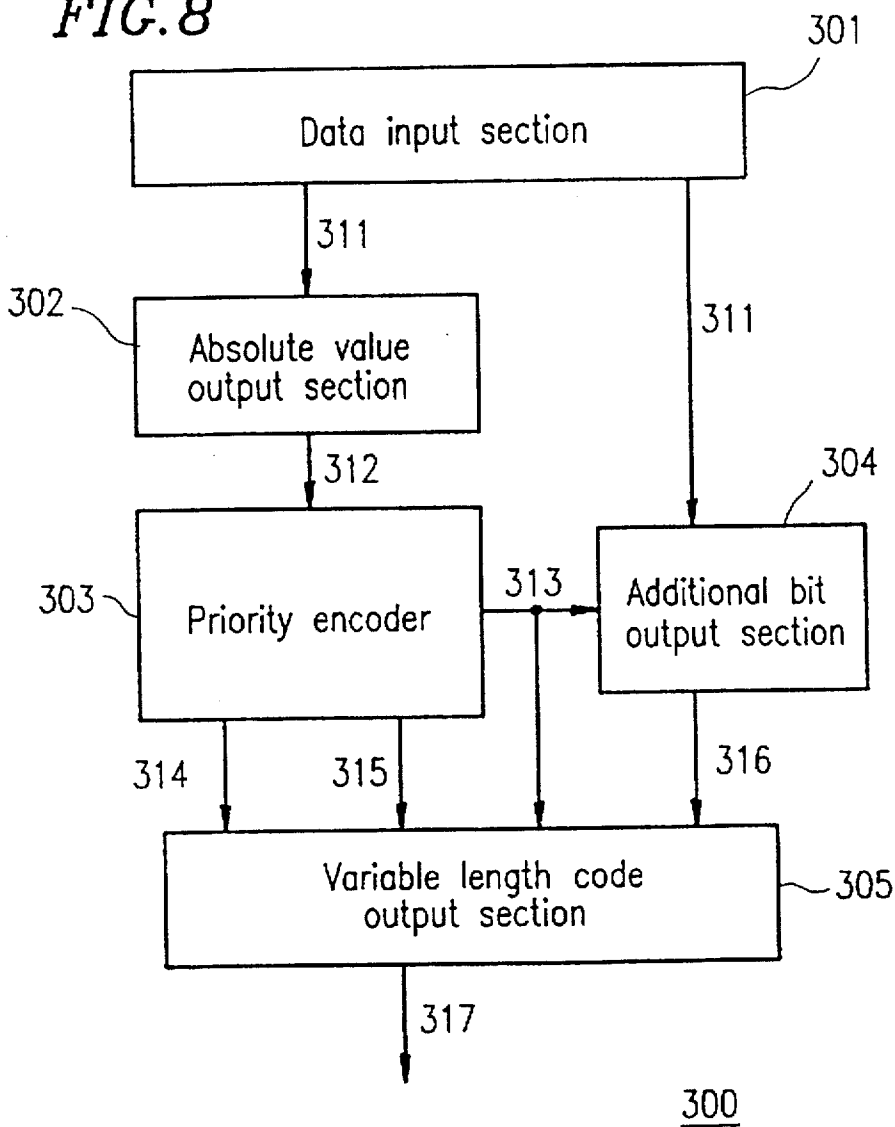 FIG. 8
301
Data input section
311
302
311
Absolute value
output section
312
304
303
Priority encoder
313
Additional bit
output section
314
315
316
Variable length code
output section
305
317
300